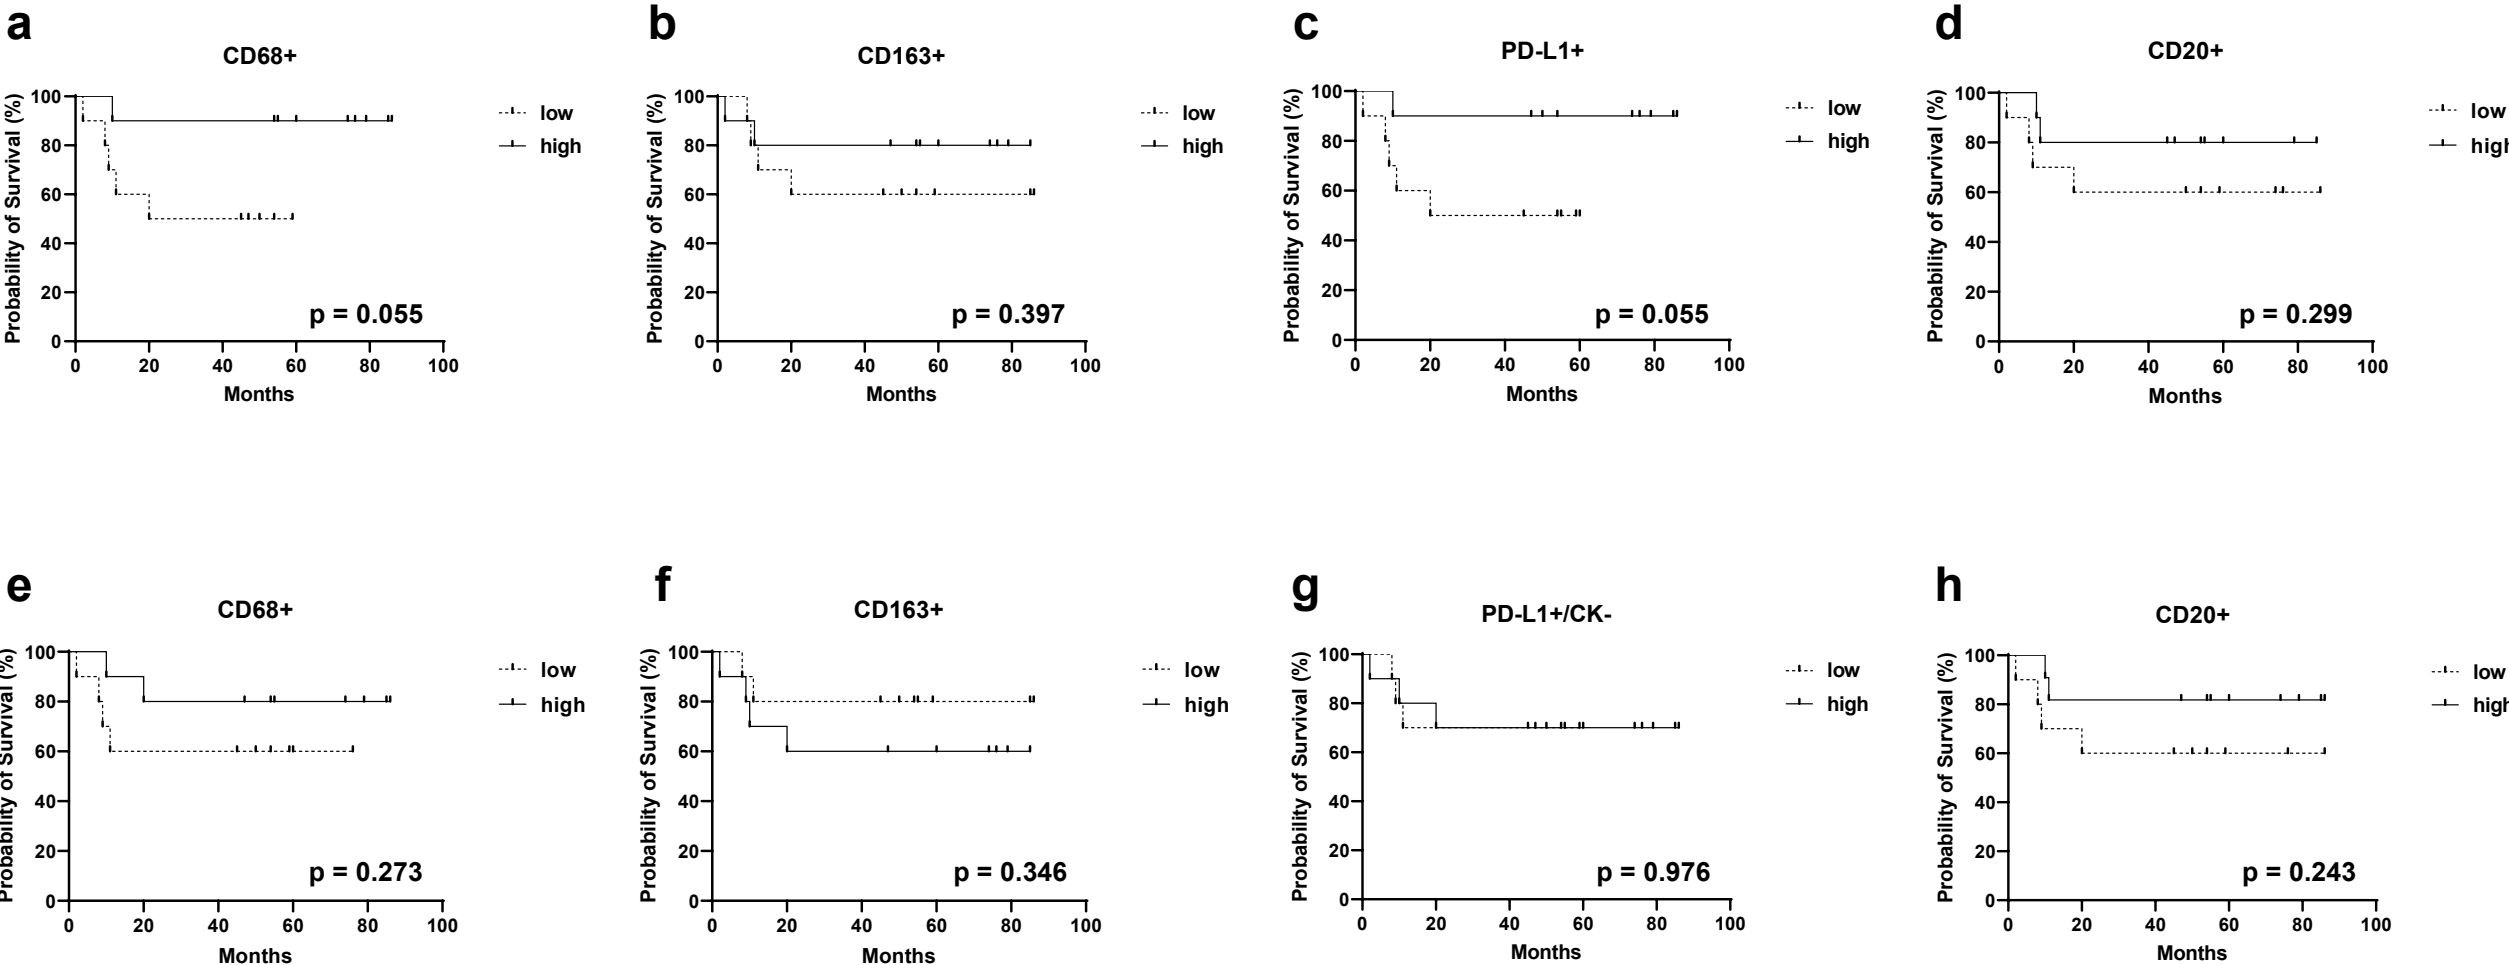 a
CD68+
Probability of Survival (%)
100
80
60
40
20
0
0 20 40 60 80 100
Months
low
high
p = 0.055
b
CD163+
Probability of Survival (%)
100
80
60
40
20
0
0 20 40 60 80 100
Months
low
high
p = 0.397
c
PD-L1+
Probability of Survival (%)
100
80
60
40
20
0
0 20 40 60 80 100
Months
low
high
p = 0.055
d
CD20+
Probability of Survival (%)
100
80
60
40
20
0
0 20 40 60 80 100
Months
low
high
p = 0.299
e
CD68+
Probability of Survival (%)
100
80
60
40
20
0
0 20 40 60 80 100
Months
low
high
p = 0.273
f
CD163+
Probability of Survival (%)
100
80
60
40
20
0
0 20 40 60 80 100
Months
low
high
p = 0.346
g
PD-L1+/CK-
Probability of Survival (%)
100
80
60
40
20
0
0 20 40 60 80 100
Months
low
high
p = 0.976
h
CD20+
Probability of Survival (%)
100
80
60
40
20
0
0 20 40 60 80 100
Months
low
high
p = 0.243